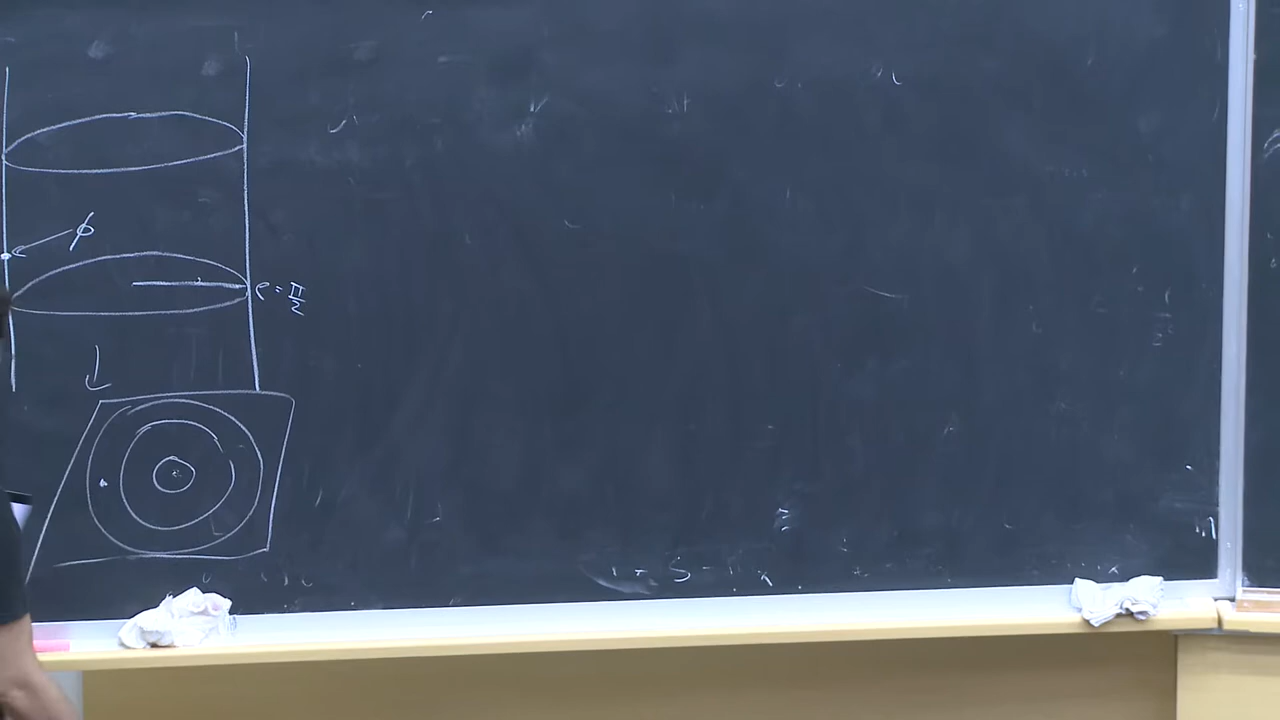 ϕ
ρ = π/2